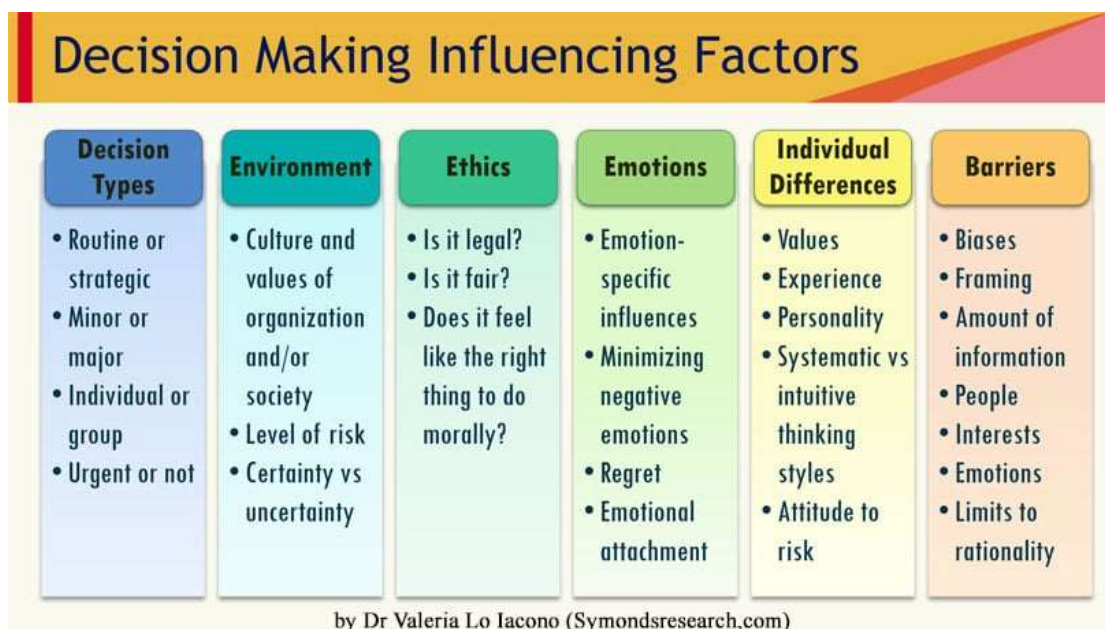 Decision Making Influencing Factors
Decision
Types
• Routine or
strategic
• Minor or
major
• Individual or
group
• Urgent or not
Environment
• Culture and
values of
organization
and/or
society
• Level of risk
• Certainty vs
uncertainty
Ethics
• Is it legal?
• Is it fair?
• Does it feel
like the right
thing to do
morally?
Emotions
• Emotion-
specific
influences
• Minimizing
negative
emotions
• Regret
• Emotional
attachment
Individual
Differences
• Values
• Experience
• Personality
• Systematic vs
intuitive
thinking
styles
• Attitude to
risk
Barriers
• Biases
• Framing
• Amount of
information
• People
• Interests
• Emotions
• Limits to
rationality
by Dr Valeria Lo Iacono (Symondsresearch,com)